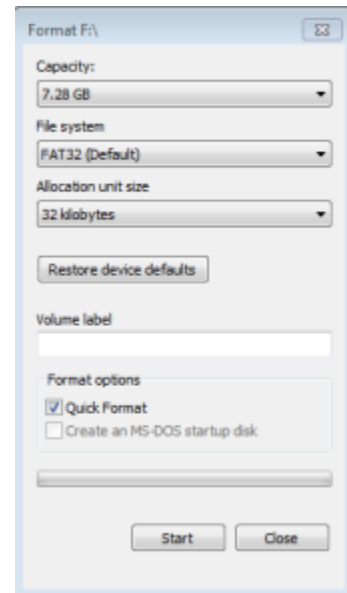 Format F:\
Capacity:
7.28 GB
File system
FAT32 (Default)
Allocation unit size
32 kilobytes
Restore device defaults
Volume label
Format options
Quick Format
Create an MS-DOS startup disk
Start
Close